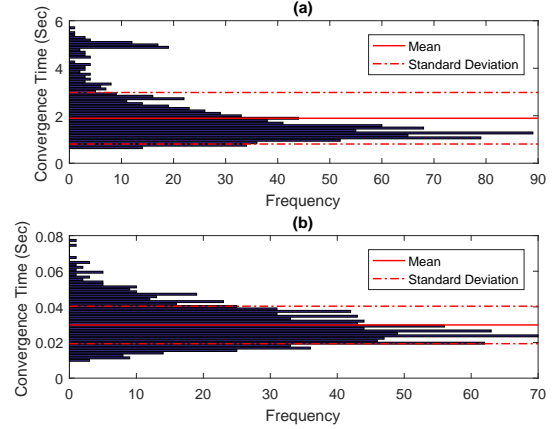 (a)
Convergence Time (Sec)
6
4
2
0
Mean
Standard Deviation
0 10 20 30 40 50 60 70 80 90
Frequency
(b)
Convergence Time (Sec)
0.08
0.06
0.04
0.02
0
Mean
Standard Deviation
0 10 20 30 40 50 60 70
Frequency